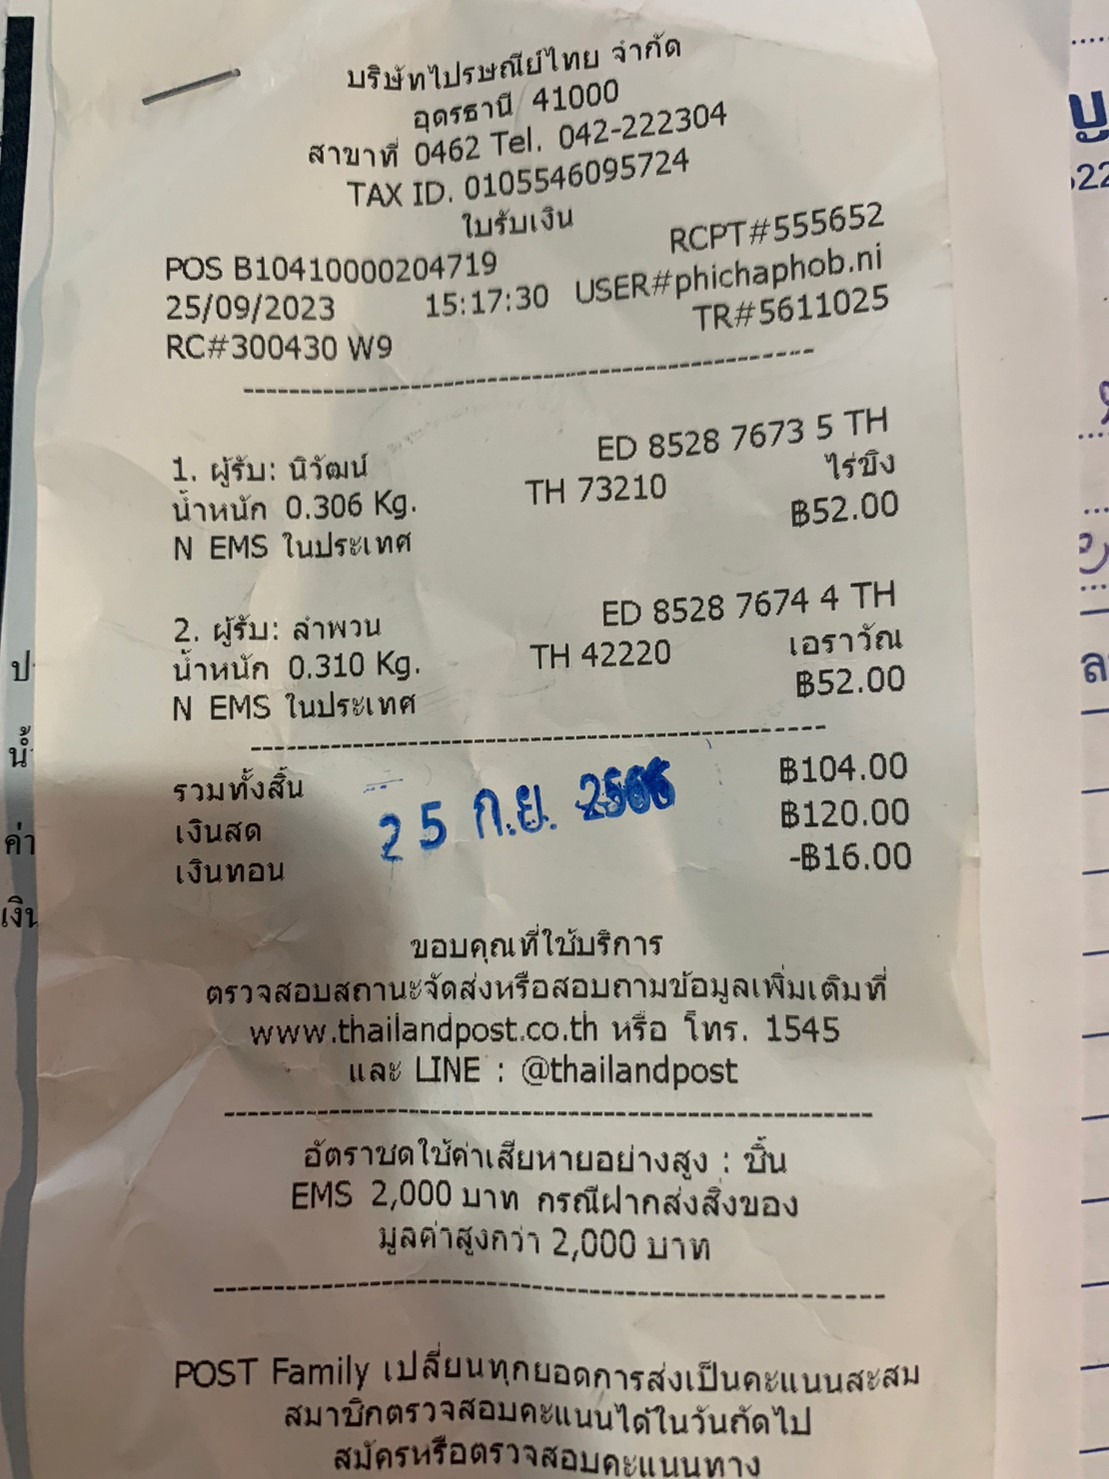 บริษัทไปรษณีย์ไทย จำกัด
อุดรธานี 41000
สาขาที่ 0462 Tel. 042-222304
TAX ID. 0105546095724
ใบรับเงิน
RCPT#555652
POS B10410000204719
25/09/2023 15:17:30 USER#phichaphob.ni
RC#300430 W9 TR#5611025
ED 8528 7673 5 TH
1. ผู้รับ: นิวัฒน์ ไร่ขิง
น้ำหนัก 0.306 Kg. TH 73210
N EMS ในประเทศ ฿52.00
ED 8528 7674 4 TH
2. ผู้รับ: ลำพวน เอราวัณ
น้ำหนัก 0.310 Kg. TH 42220
N EMS ในประเทศ ฿52.00
รวมทั้งสิ้น ฿104.00
เงินสด ฿120.00
เงินทอน -฿16.00
25 ก.ย. 2566
ขอบคุณที่ใช้บริการ
ตรวจสอบสถานะจัดส่งหรือสอบถามข้อมูลเพิ่มเติมที่
www.thailandpost.co.th หรือ โทร. 1545
และ LINE : @thailandpost
อัตราชดใช้ค่าเสียหายอย่างสูง : ชิ้น
EMS 2,000 บาท กรณีฝากส่งสิ่งของ
มูลค่าสูงกว่า 2,000 บาท
POST Family เปลี่ยนทุกยอดการส่งเป็นคะแนนสะสม
สมาชิกตรวจสอบคะแนนได้ในวันถัดไป
สมัครหรือตรวจสอบคะแนนทาง